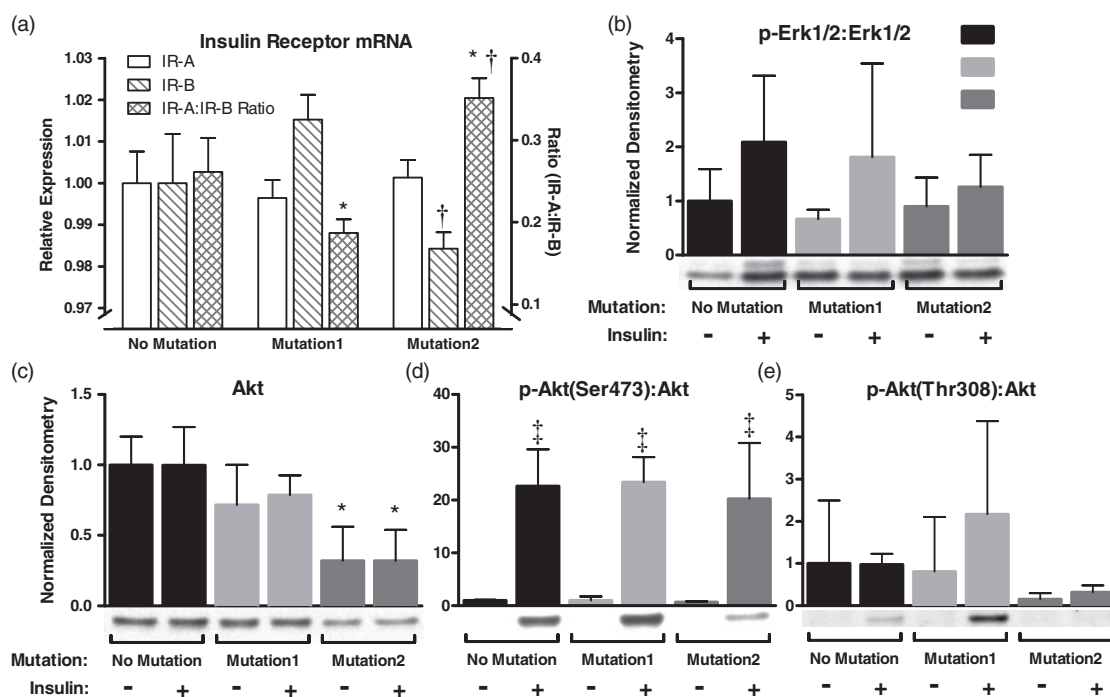 (a)
Insulin Receptor mRNA
1.03
1.02
1.01
1.00
0.99
0.98
0.97
Relative Expression
IR-A
IR-B
IR-A:IR-B Ratio
*
†
* †
0.4
0.3
0.2
0.1
Ratio (IR-A:IR-B)
No Mutation Mutation1 Mutation2
(b)
p-Erk1/2:Erk1/2
Normalized Densitometry
4
3
2
1
0
Mutation: No Mutation Mutation1 Mutation2
Insulin: - + - + - +
(c)
Akt
Normalized Densitometry
1.5
1.0
0.5
0.0
* *
Mutation: No Mutation Mutation1 Mutation2
Insulin: - + - + - +
(d)
p-Akt(Ser473):Akt
40
30
20
10
0
‡ ‡ ‡
No Mutation Mutation1 Mutation2
- + - + - +
(e)
p-Akt(Thr308):Akt
5
4
3
2
1
0
No Mutation Mutation1 Mutation2
- + - + - +